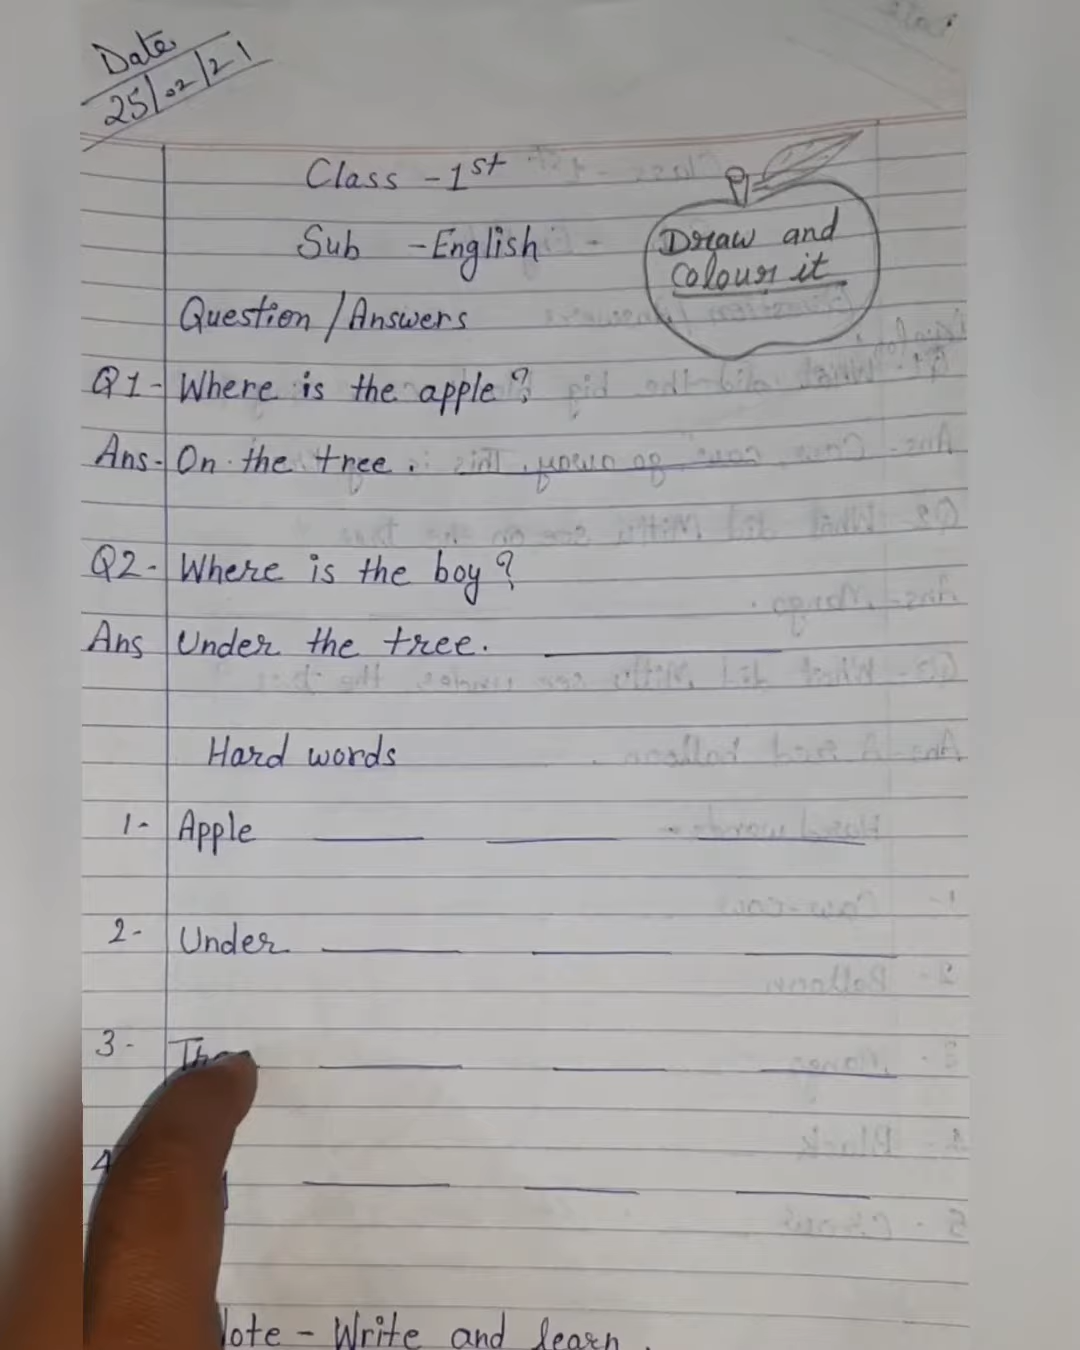 Date
25/02/21
Class - 1st
Sub - English
Draw and
colour it
Question / Answers
Q1- Where is the apple?
Ans- On the tree.
Q2- Where is the boy?
Ans Under the tree.
Hard words
1- Apple
2- Under
3-
4
- Write and learn.